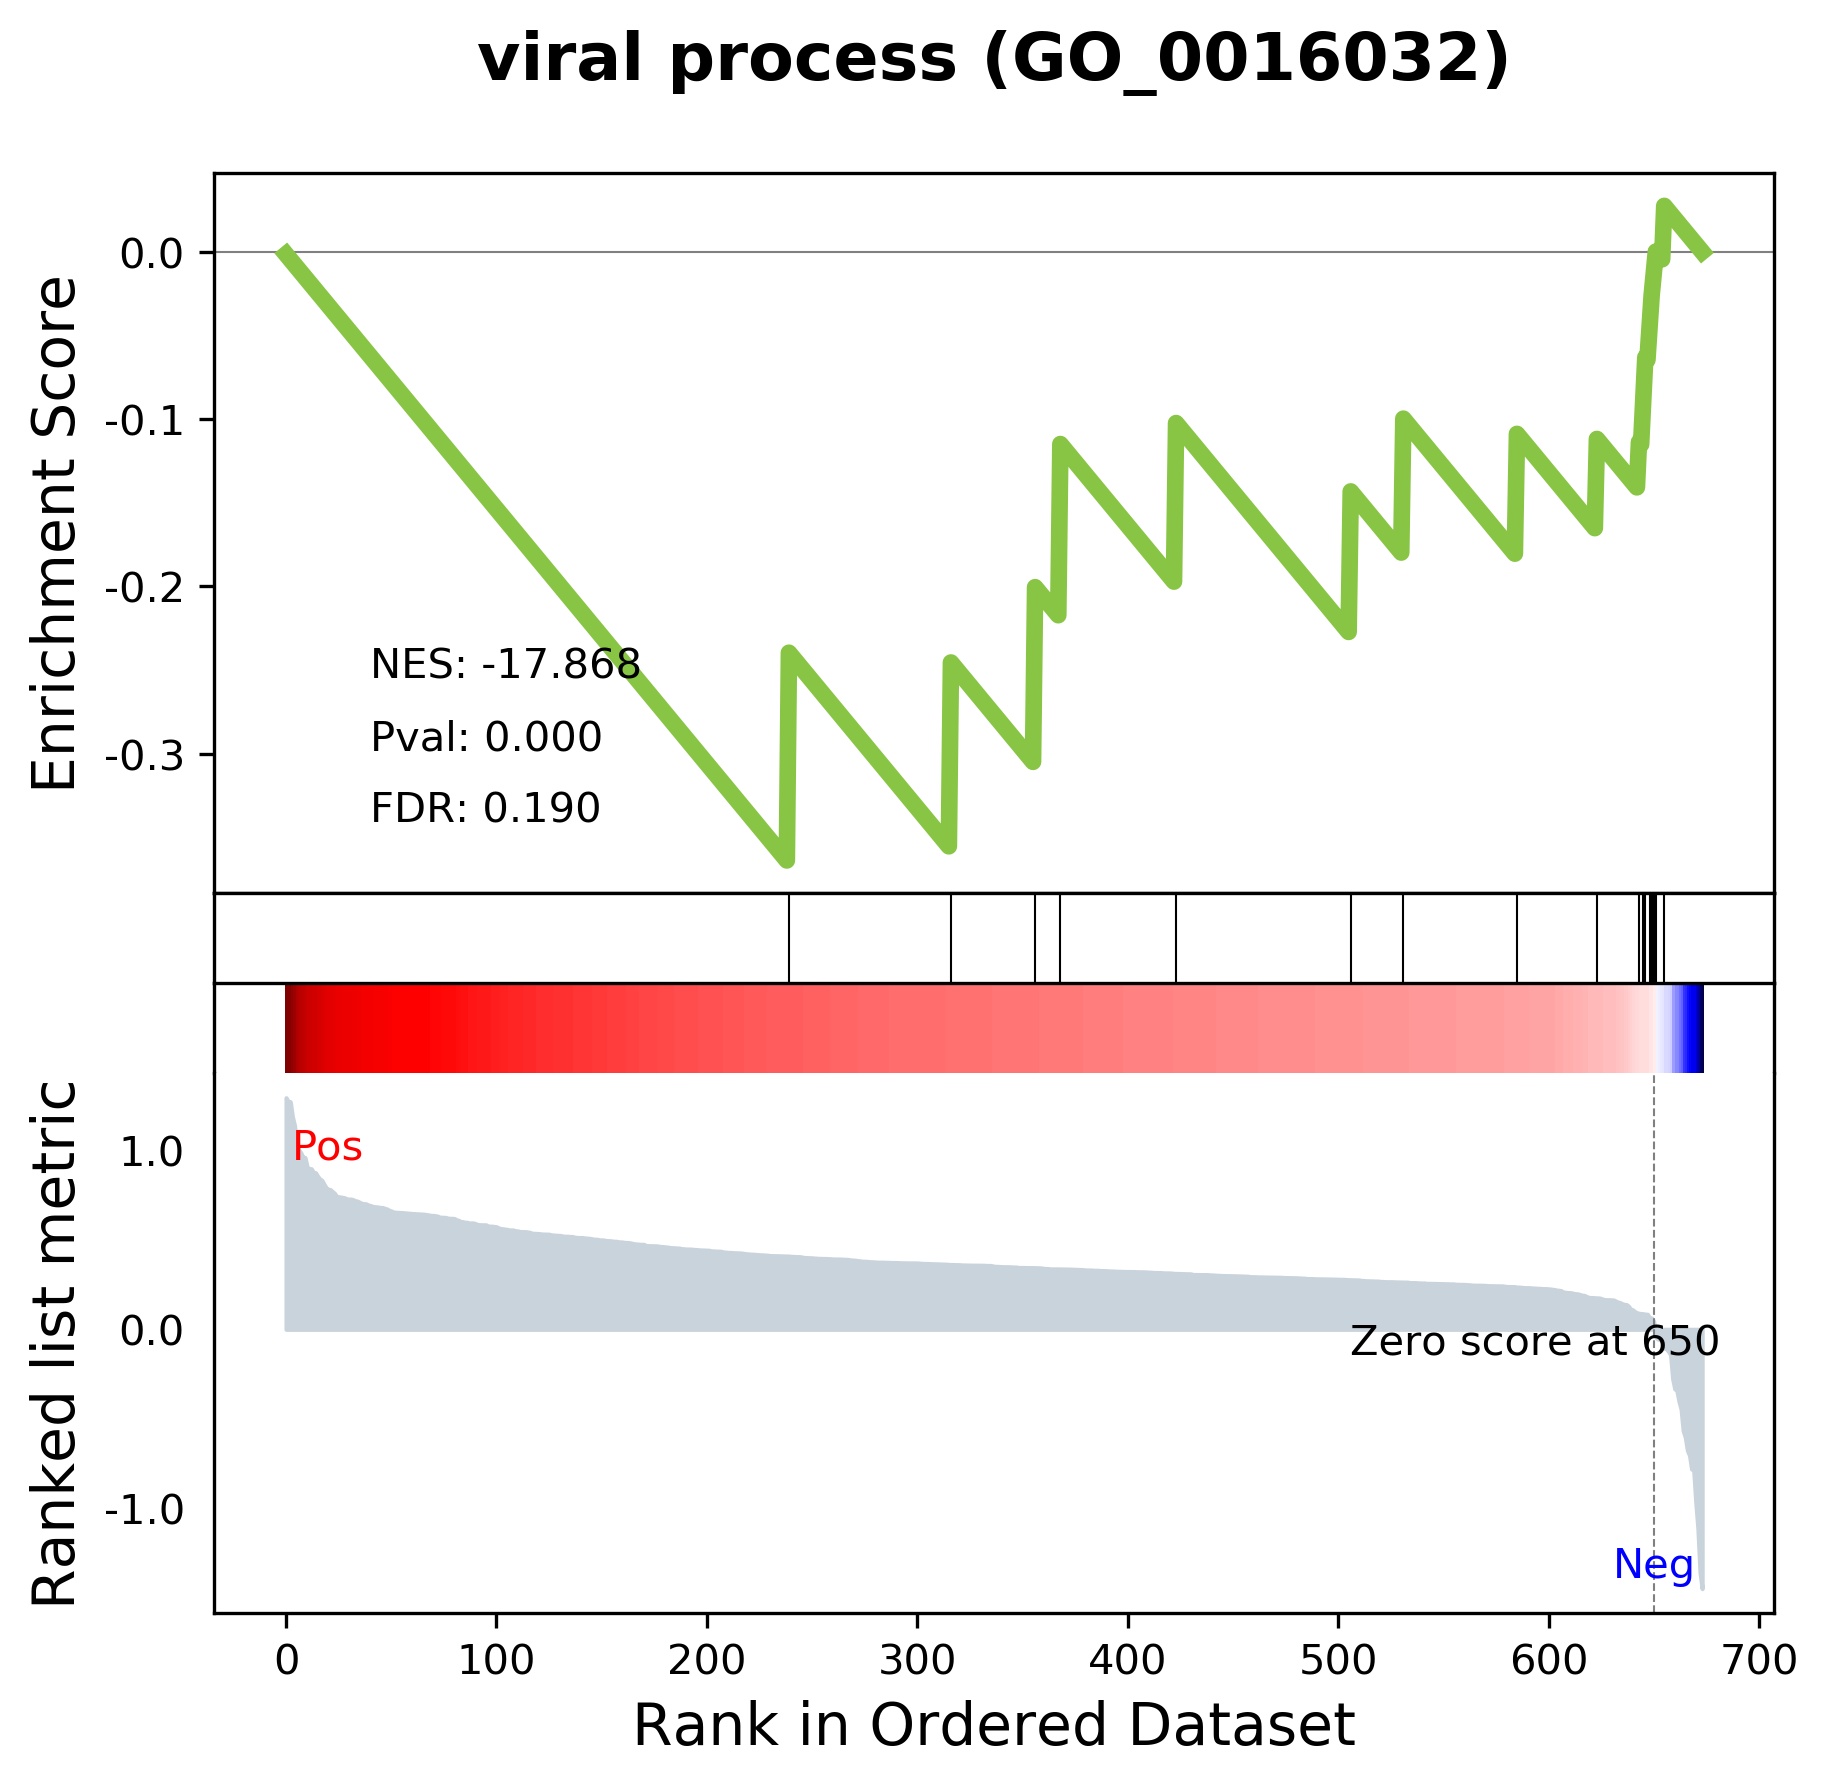 viral process (GO_0016032)
Enrichment Score
0.0
-0.1
-0.2
-0.3
NES: -17.868
Pval: 0.000
FDR: 0.190
Ranked list metric
1.0
0.0
-1.0
Pos
Zero score at 650
Neg
0 100 200 300 400 500 600 700
Rank in Ordered Dataset